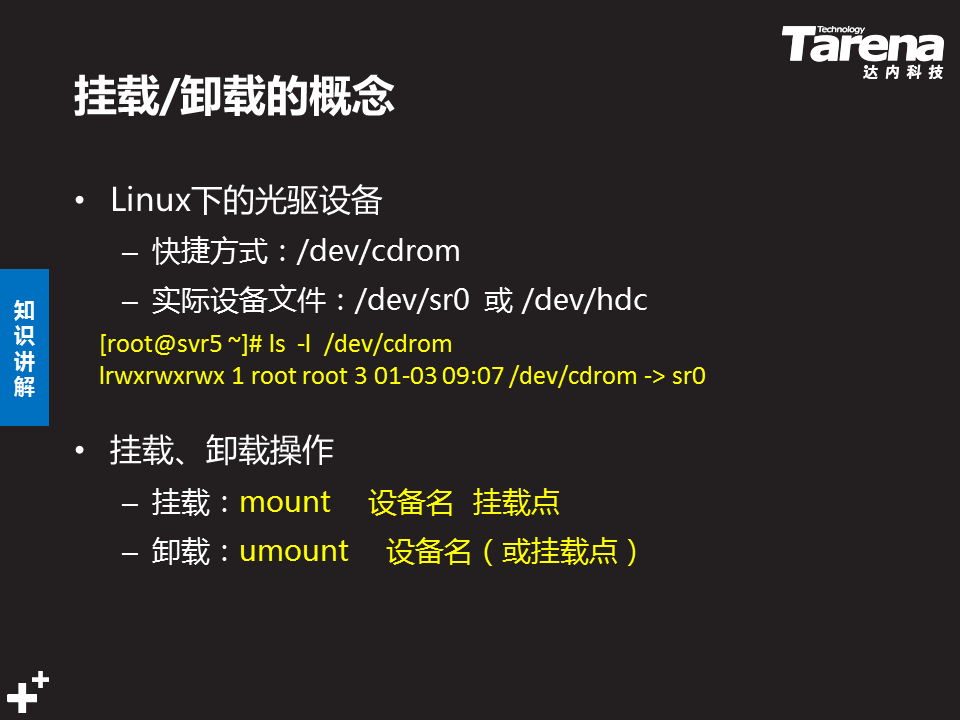 Technology
Tarena
达内科技
挂载/卸载的概念
• Linux下的光驱设备
– 快捷方式：/dev/cdrom
– 实际设备文件：/dev/sr0 或 /dev/hdc
[root@svr5 ~]# ls -l /dev/cdrom
lrwxrwxrwx 1 root root 3 01-03 09:07 /dev/cdrom -> sr0
知识讲解
• 挂载、卸载操作
– 挂载：mount 设备名 挂载点
– 卸载：umount 设备名（或挂载点）